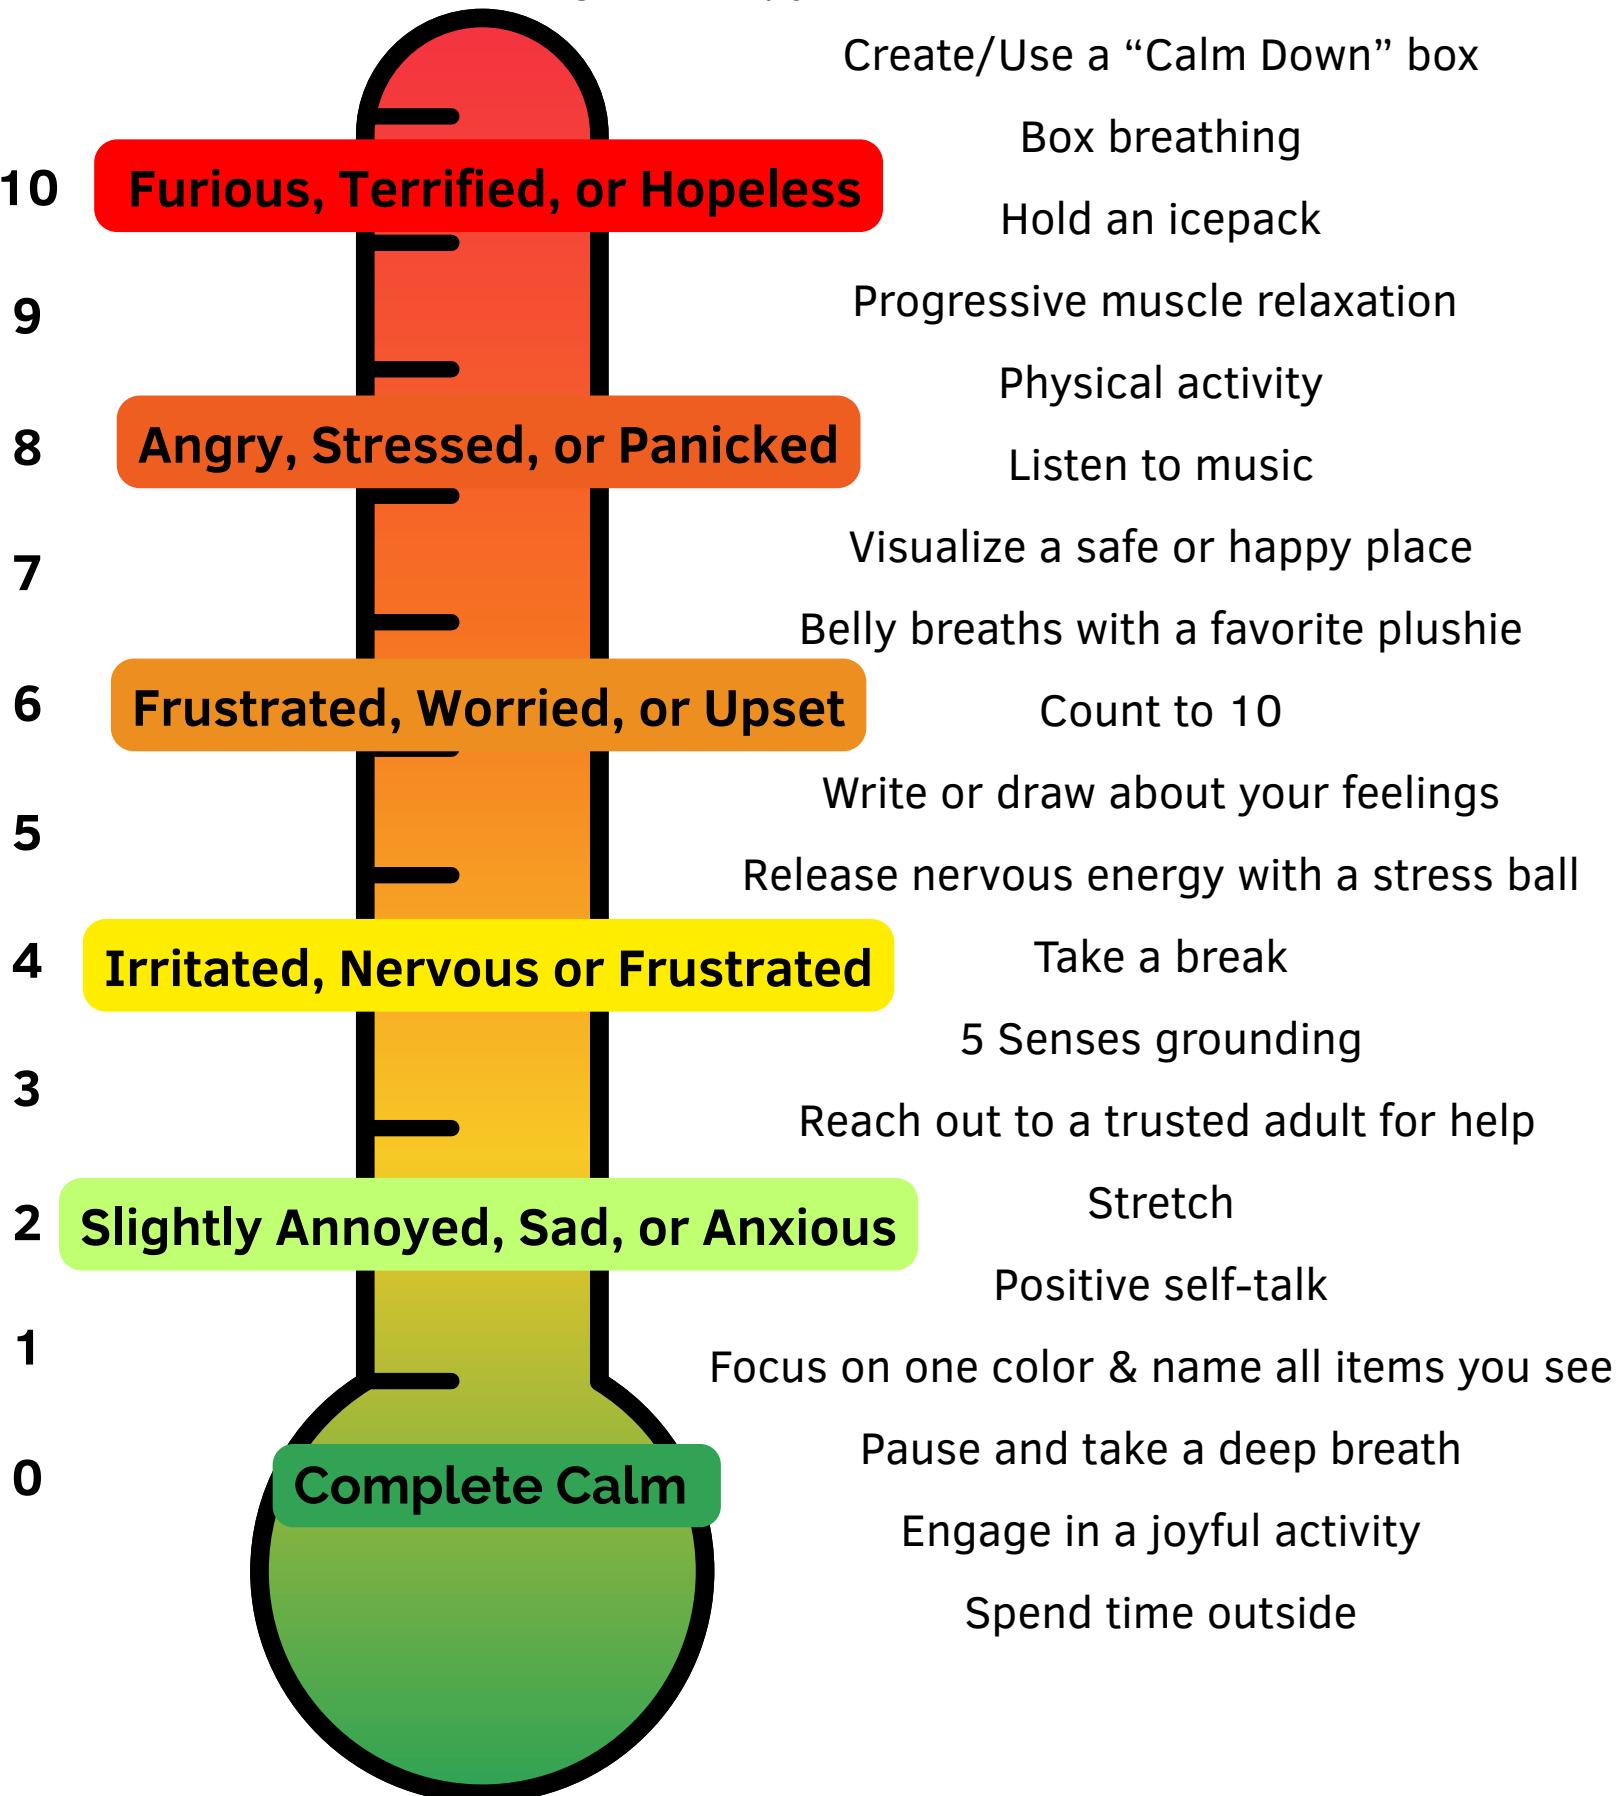 Create/Use a “Calm Down” box
Box breathing
10 Furious, Terrified, or Hopeless
Hold an icepack
9
Progressive muscle relaxation
Physical activity
8 Angry, Stressed, or Panicked
Listen to music
Visualize a safe or happy place
7
Belly breaths with a favorite plushie
6 Frustrated, Worried, or Upset
Count to 10
Write or draw about your feelings
5
Release nervous energy with a stress ball
4 Irritated, Nervous or Frustrated
Take a break
5 Senses grounding
3
Reach out to a trusted adult for help
Stretch
2 Slightly Annoyed, Sad, or Anxious
Positive self-talk
1
Focus on one color & name all items you see
Pause and take a deep breath
0 Complete Calm
Engage in a joyful activity
Spend time outside